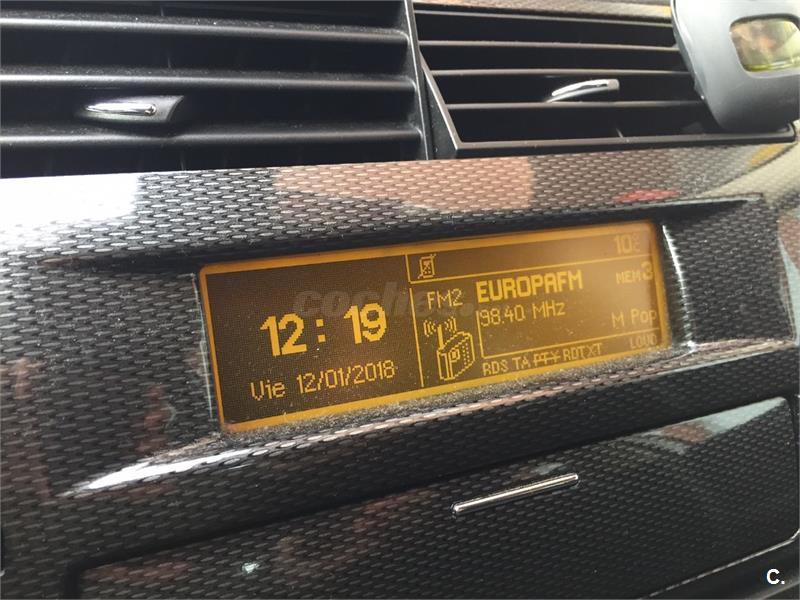 10°C
12:19
Vie 12/01/2018
FM2
EUROPAFM
MEM 3
98.40 MHz
M Pop
LOUD
RDS TA PTY RDTXT
coches.
C.